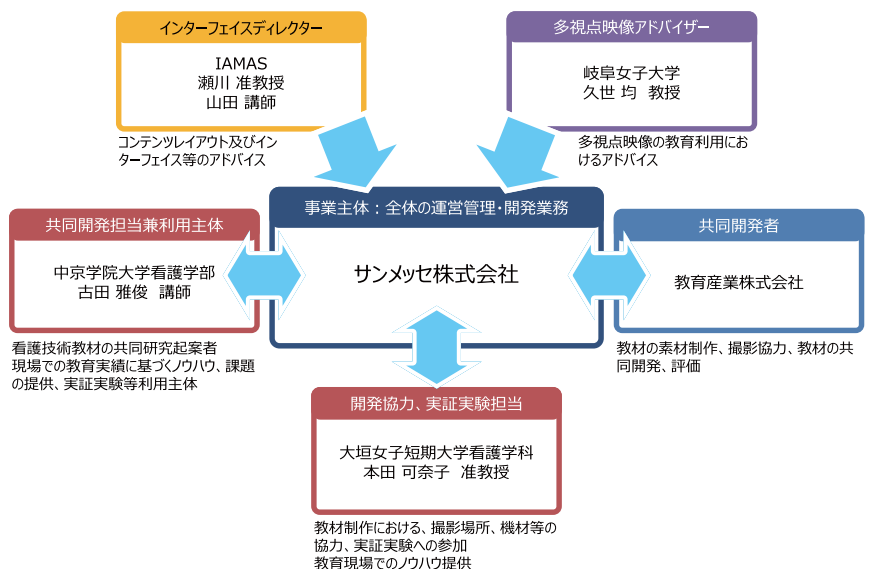 インターフェイスディレクター
IAMAS
瀬川 准教授
山田 講師
コンテンツレイアウト及びイン
ターフェイス等のアドバイス
多視点映像アドバイザー
岐阜女子大学
久世 均 教授
多視点映像の教育利用にお
けるアドバイス
事業主体：全体の運営管理・開発業務
サンメッセ株式会社
共同開発担当兼利用主体
中京学院大学看護学部
古田 雅俊 講師
看護技術教材の共同研究起案者
現場での教育実績に基づくノウハウ、課題
の提供、実証実験等利用主体
共同開発者
教育産業株式会社
教材の素材制作、撮影協力、教材の共
同開発、評価
開発協力、実証実験担当
大垣女子短期大学看護学科
本田 可奈子 准教授
教材制作における、撮影場所、機材等の
協力、実証実験への参加
教育現場でのノウハウ提供